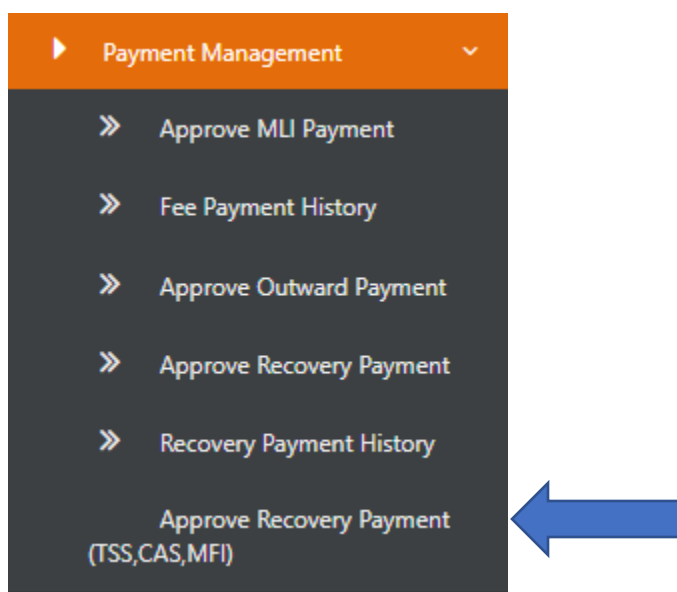 Payment Management
Approve MLI Payment
Fee Payment History
Approve Outward Payment
Approve Recovery Payment
Recovery Payment History
Approve Recovery Payment
(TSS,CAS,MFI)